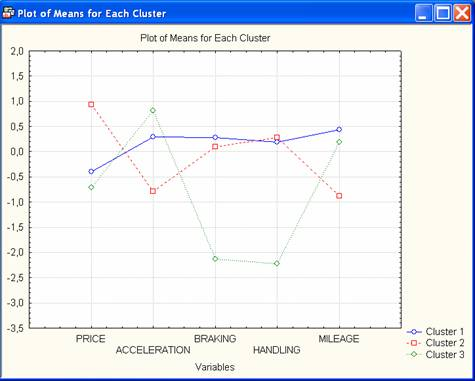 Plot of Means for Each Cluster
Plot of Means for Each Cluster
2,0
1,5
1,0
0,5
0,0
-0,5
-1,0
-1,5
-2,0
-2,5
-3,0
-3,5
PRICE
ACCELERATION
BRAKING
HANDLING
MILEAGE
Variables
Cluster 1
Cluster 2
Cluster 3